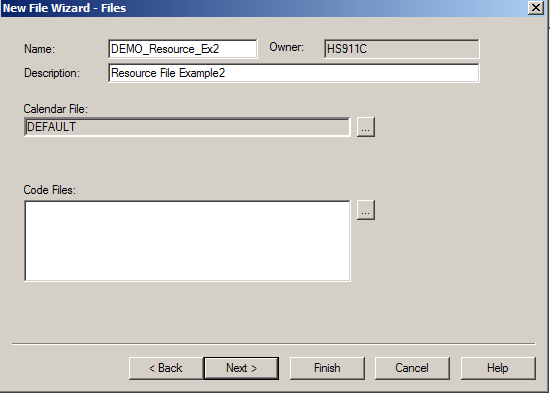 New File Wizard - Files
Name: DEMO_Resource_Ex2 Owner: HS911C
Description: Resource File Example2
Calendar File:
DEFAULT ...
Code Files:
...
< Back Next > Finish Cancel Help